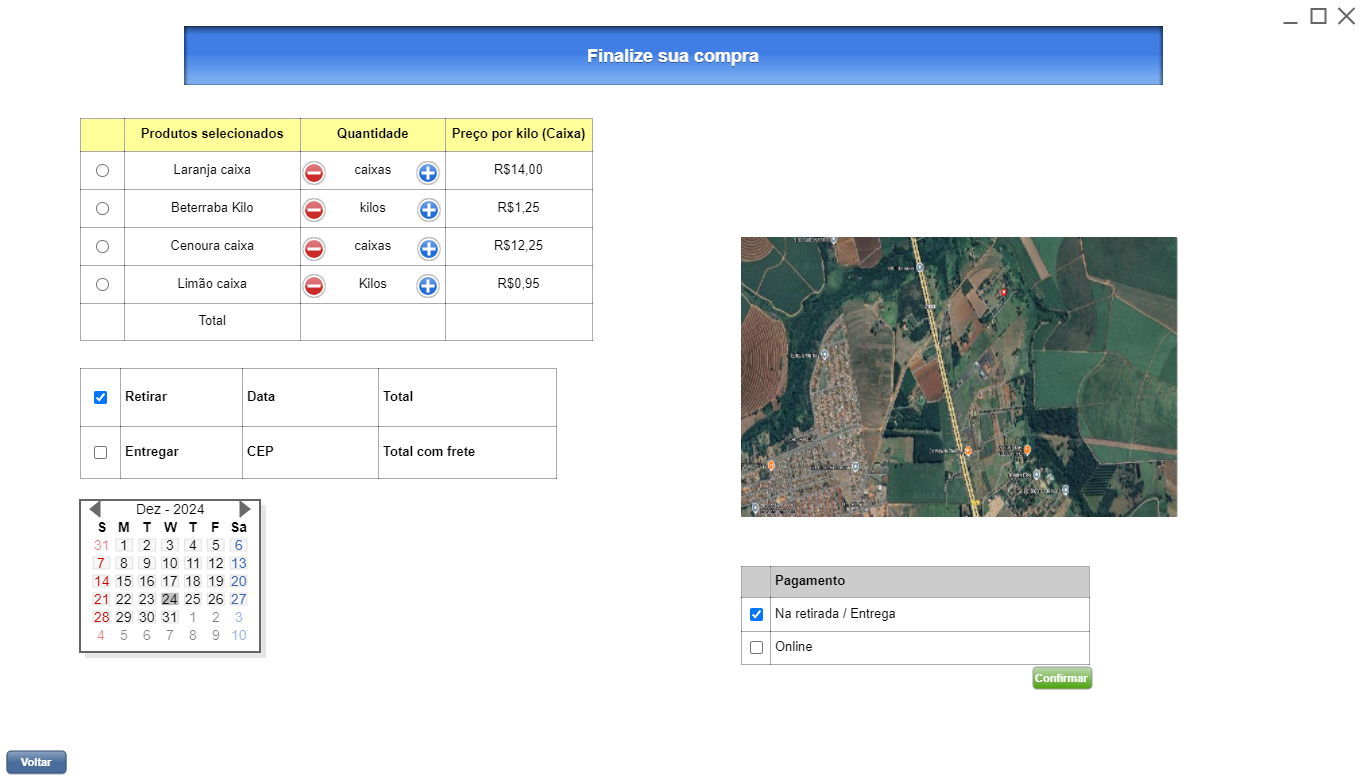 Finalize sua compra
Produtos selecionados Quantidade Preço por kilo (Caixa)
Laranja caixa caixas R$14,00
Beterraba Kilo kilos R$1,25
Cenoura caixa caixas R$12,25
Limão caixa Kilos R$0,95
Total
Retirar Data Total
Entregar CEP Total com frete
Dez - 2024
S M T W T F Sa
31 1 2 3 4 5 6
7 8 9 10 11 12 13
14 15 16 17 18 19 20
21 22 23 24 25 26 27
28 29 30 31 1 2 3
4 5 6 7 8 9 10
Pagamento
Na retirada / Entrega
Online
Confirmar
Voltar